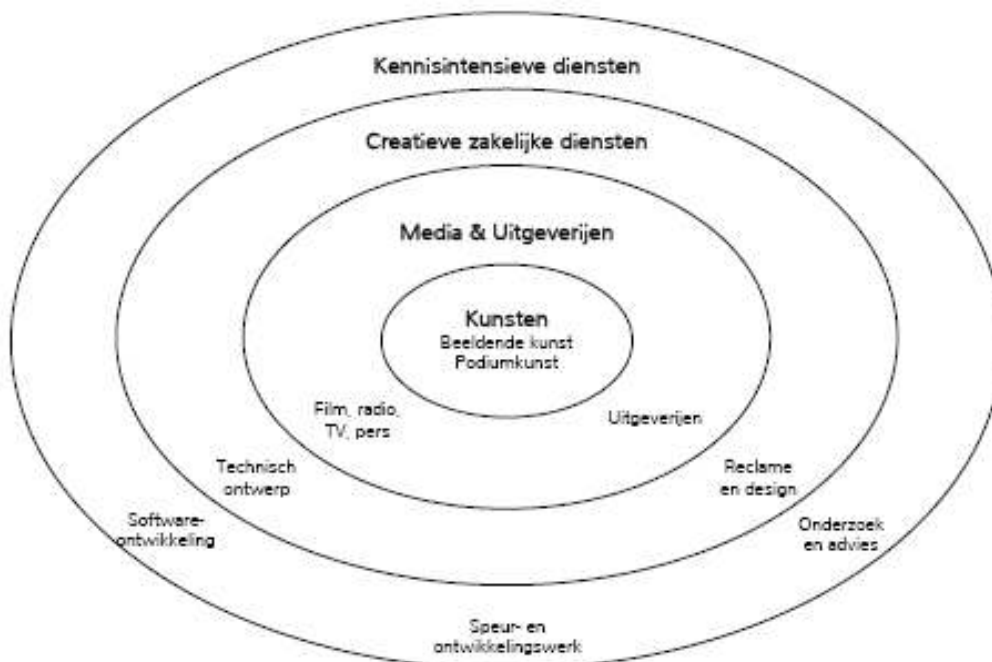 Kennisintensieve diensten
Creatieve zakelijke diensten
Media & Uitgeverijen
Kunsten
Beeldende kunst
Podiumkunst
Film, radio,
TV, pers
Uitgeverijen
Technisch
ontwerp
Reclame
en design
Software-
ontwikkeling
Onderzoek
en advies
Speur- en
ontwikkelingswerk